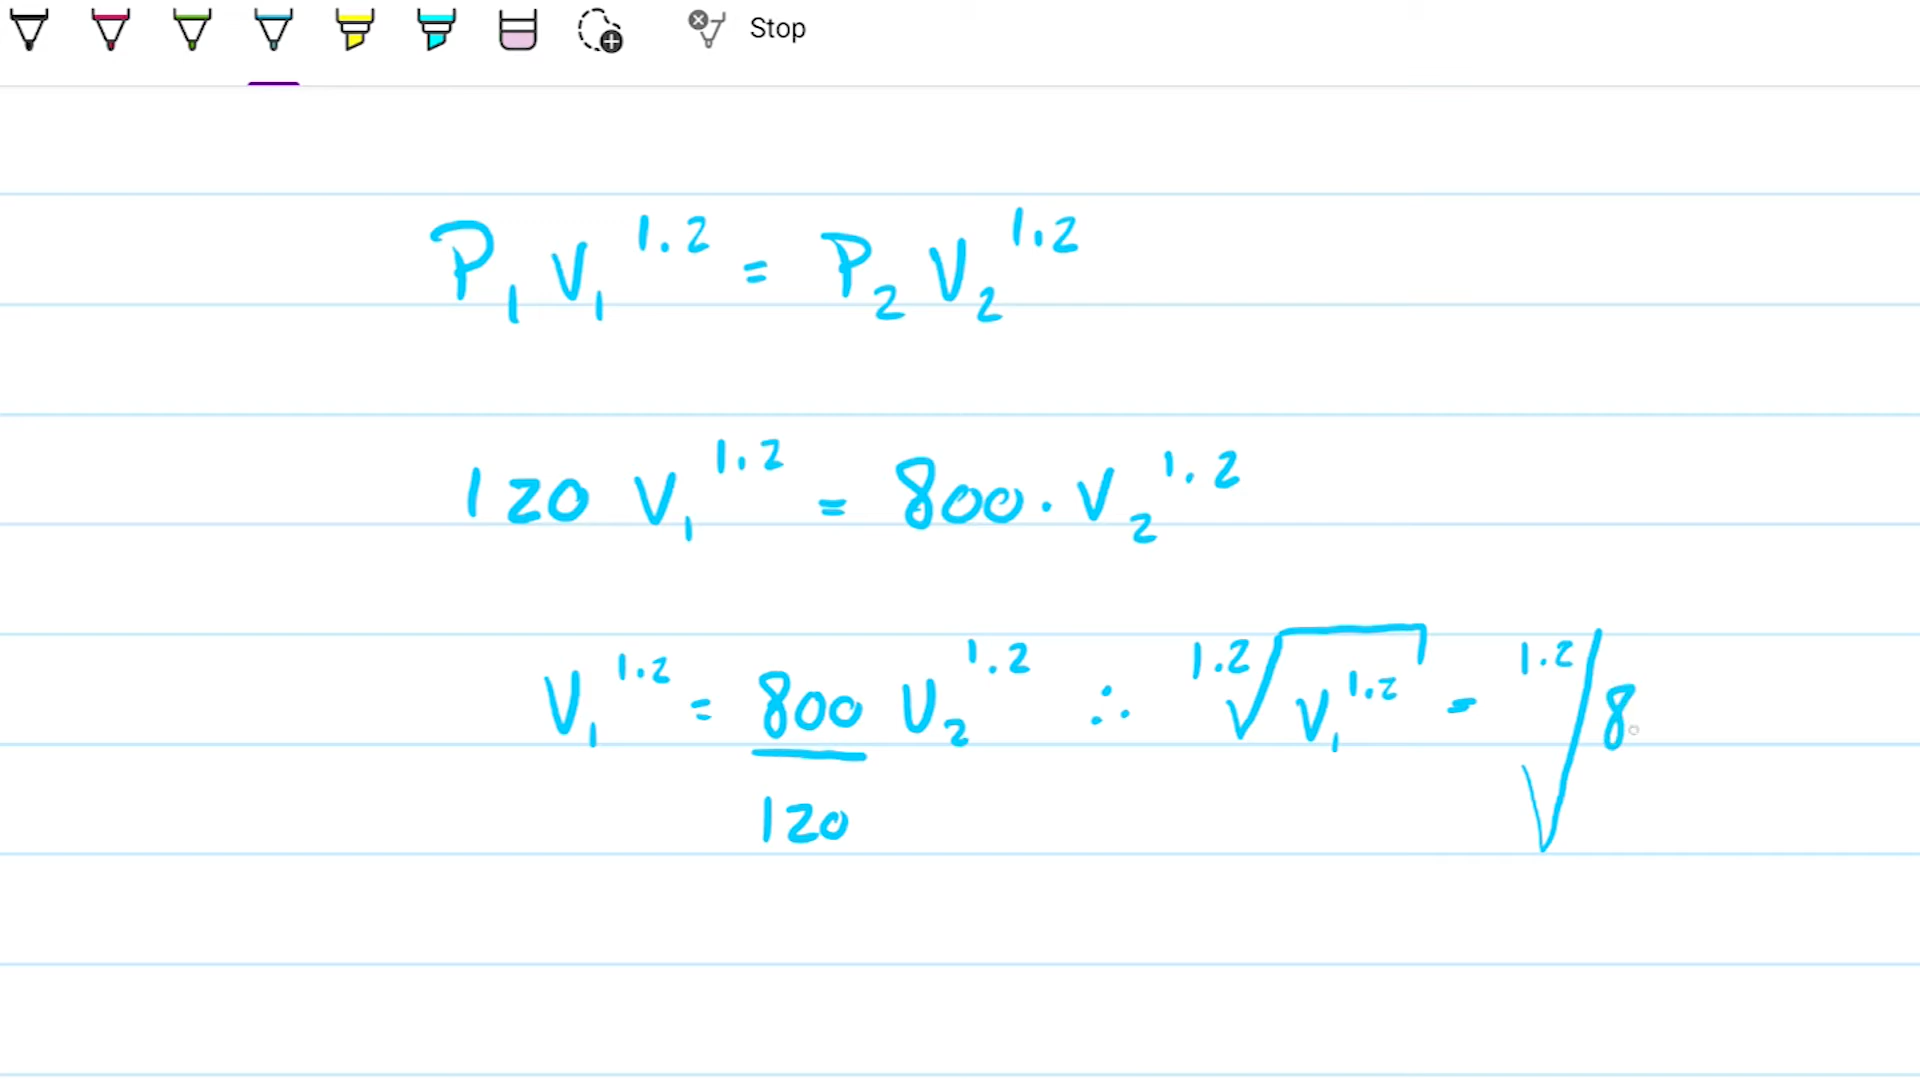 Stop
P₁ V₁^1.2 = P₂ V₂^1.2
120 V₁^1.2 = 800 · V₂^1.2
V₁^1.2 = 800/120 V₂^1.2 ∴ ^1.2√V₁^1.2 = ^1.2√8